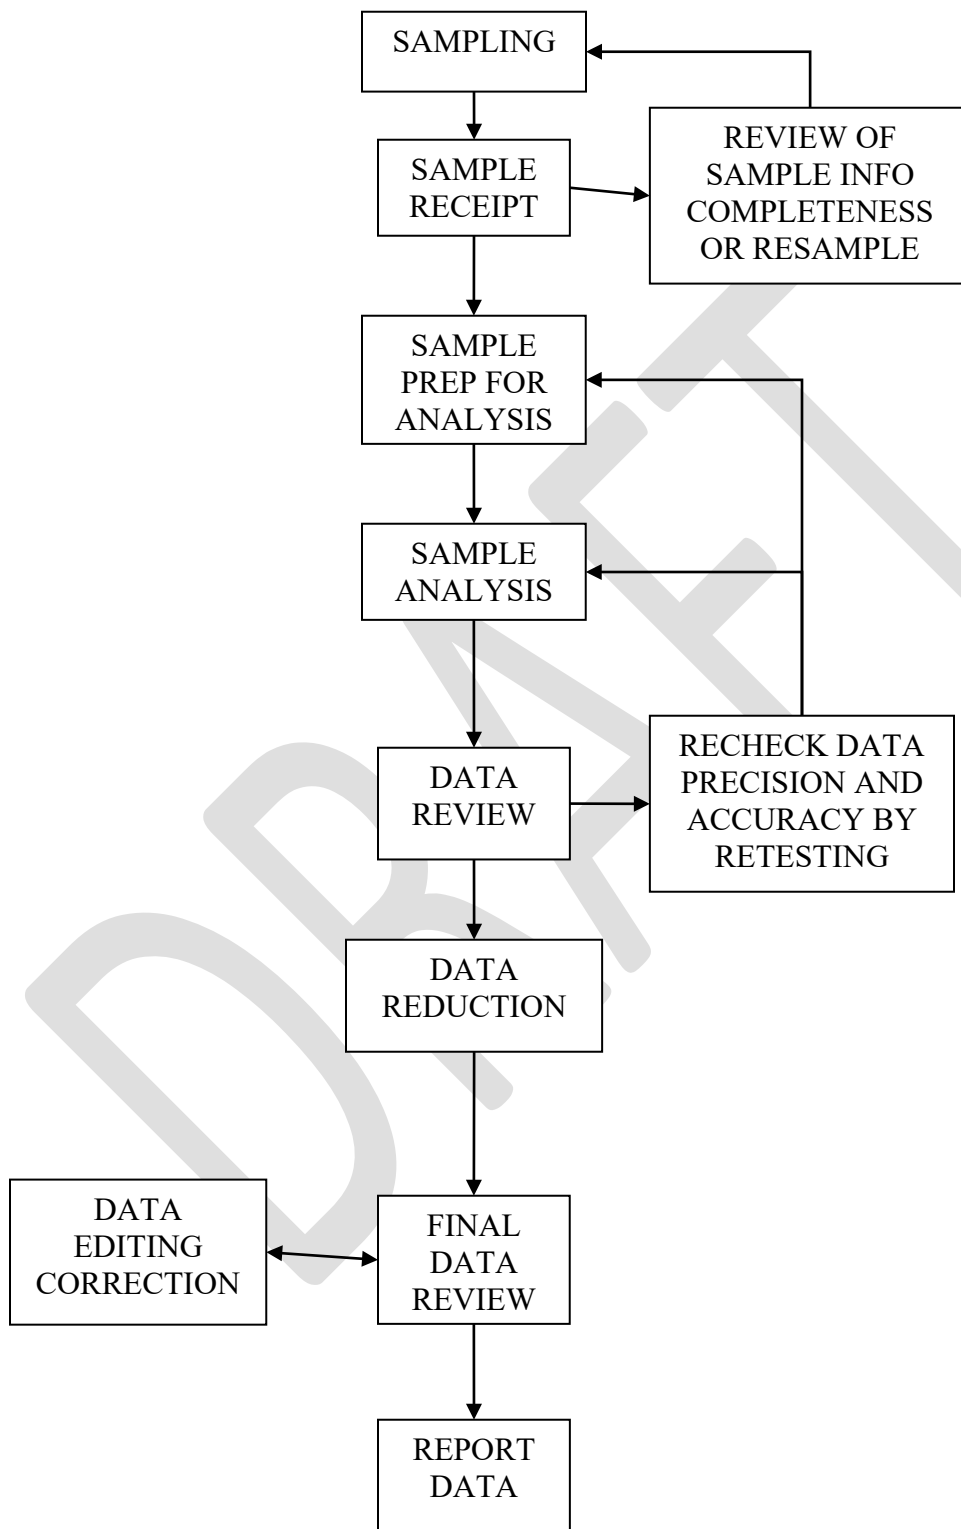 SAMPLING
SAMPLE
RECEIPT
REVIEW OF
SAMPLE INFO
COMPLETENESS
OR RESAMPLE
SAMPLE
PREP FOR
ANALYSIS
SAMPLE
ANALYSIS
DATA
REVIEW
RECHECK DATA
PRECISION AND
ACCURACY BY
RETESTING
DATA
REDUCTION
DATA
EDITING
CORRECTION
FINAL
DATA
REVIEW
REPORT
DATA
DRAFT